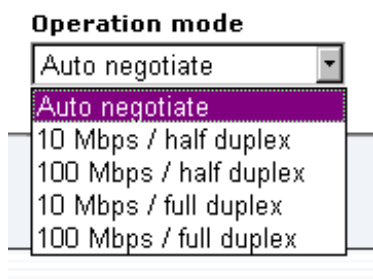 Operation mode
Auto negotiate
Auto negotiate
10 Mbps / half duplex
100 Mbps / half duplex
10 Mbps / full duplex
100 Mbps / full duplex